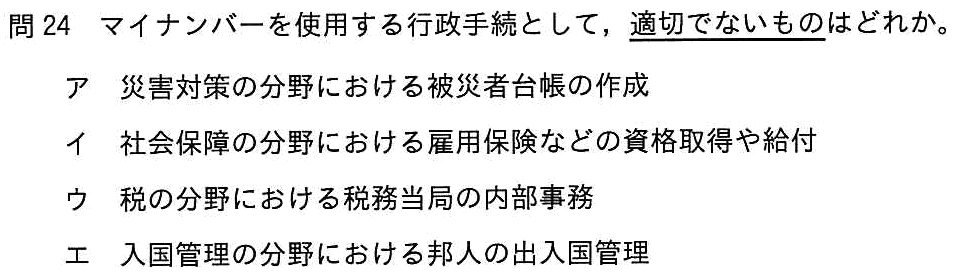 問24　マイナンバーを使用する行政手続として，適切でないものはどれか。
ア　災害対策の分野における被災者台帳の作成
イ　社会保障の分野における雇用保険などの資格取得や給付
ウ　税の分野における税務当局の内部事務
エ　入国管理の分野における邦人の出入国管理